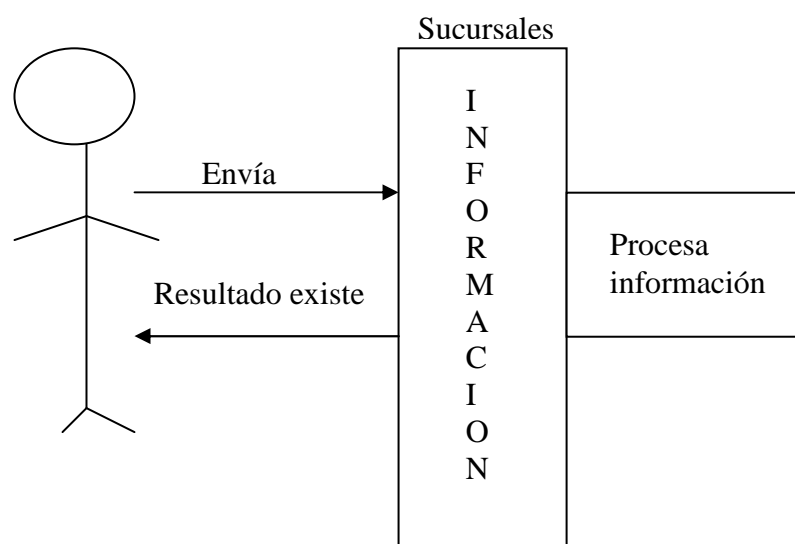 Sucursales
Envía
Resultado existe
I
N
F
O
R
M
A
C
I
O
N
Procesa
información